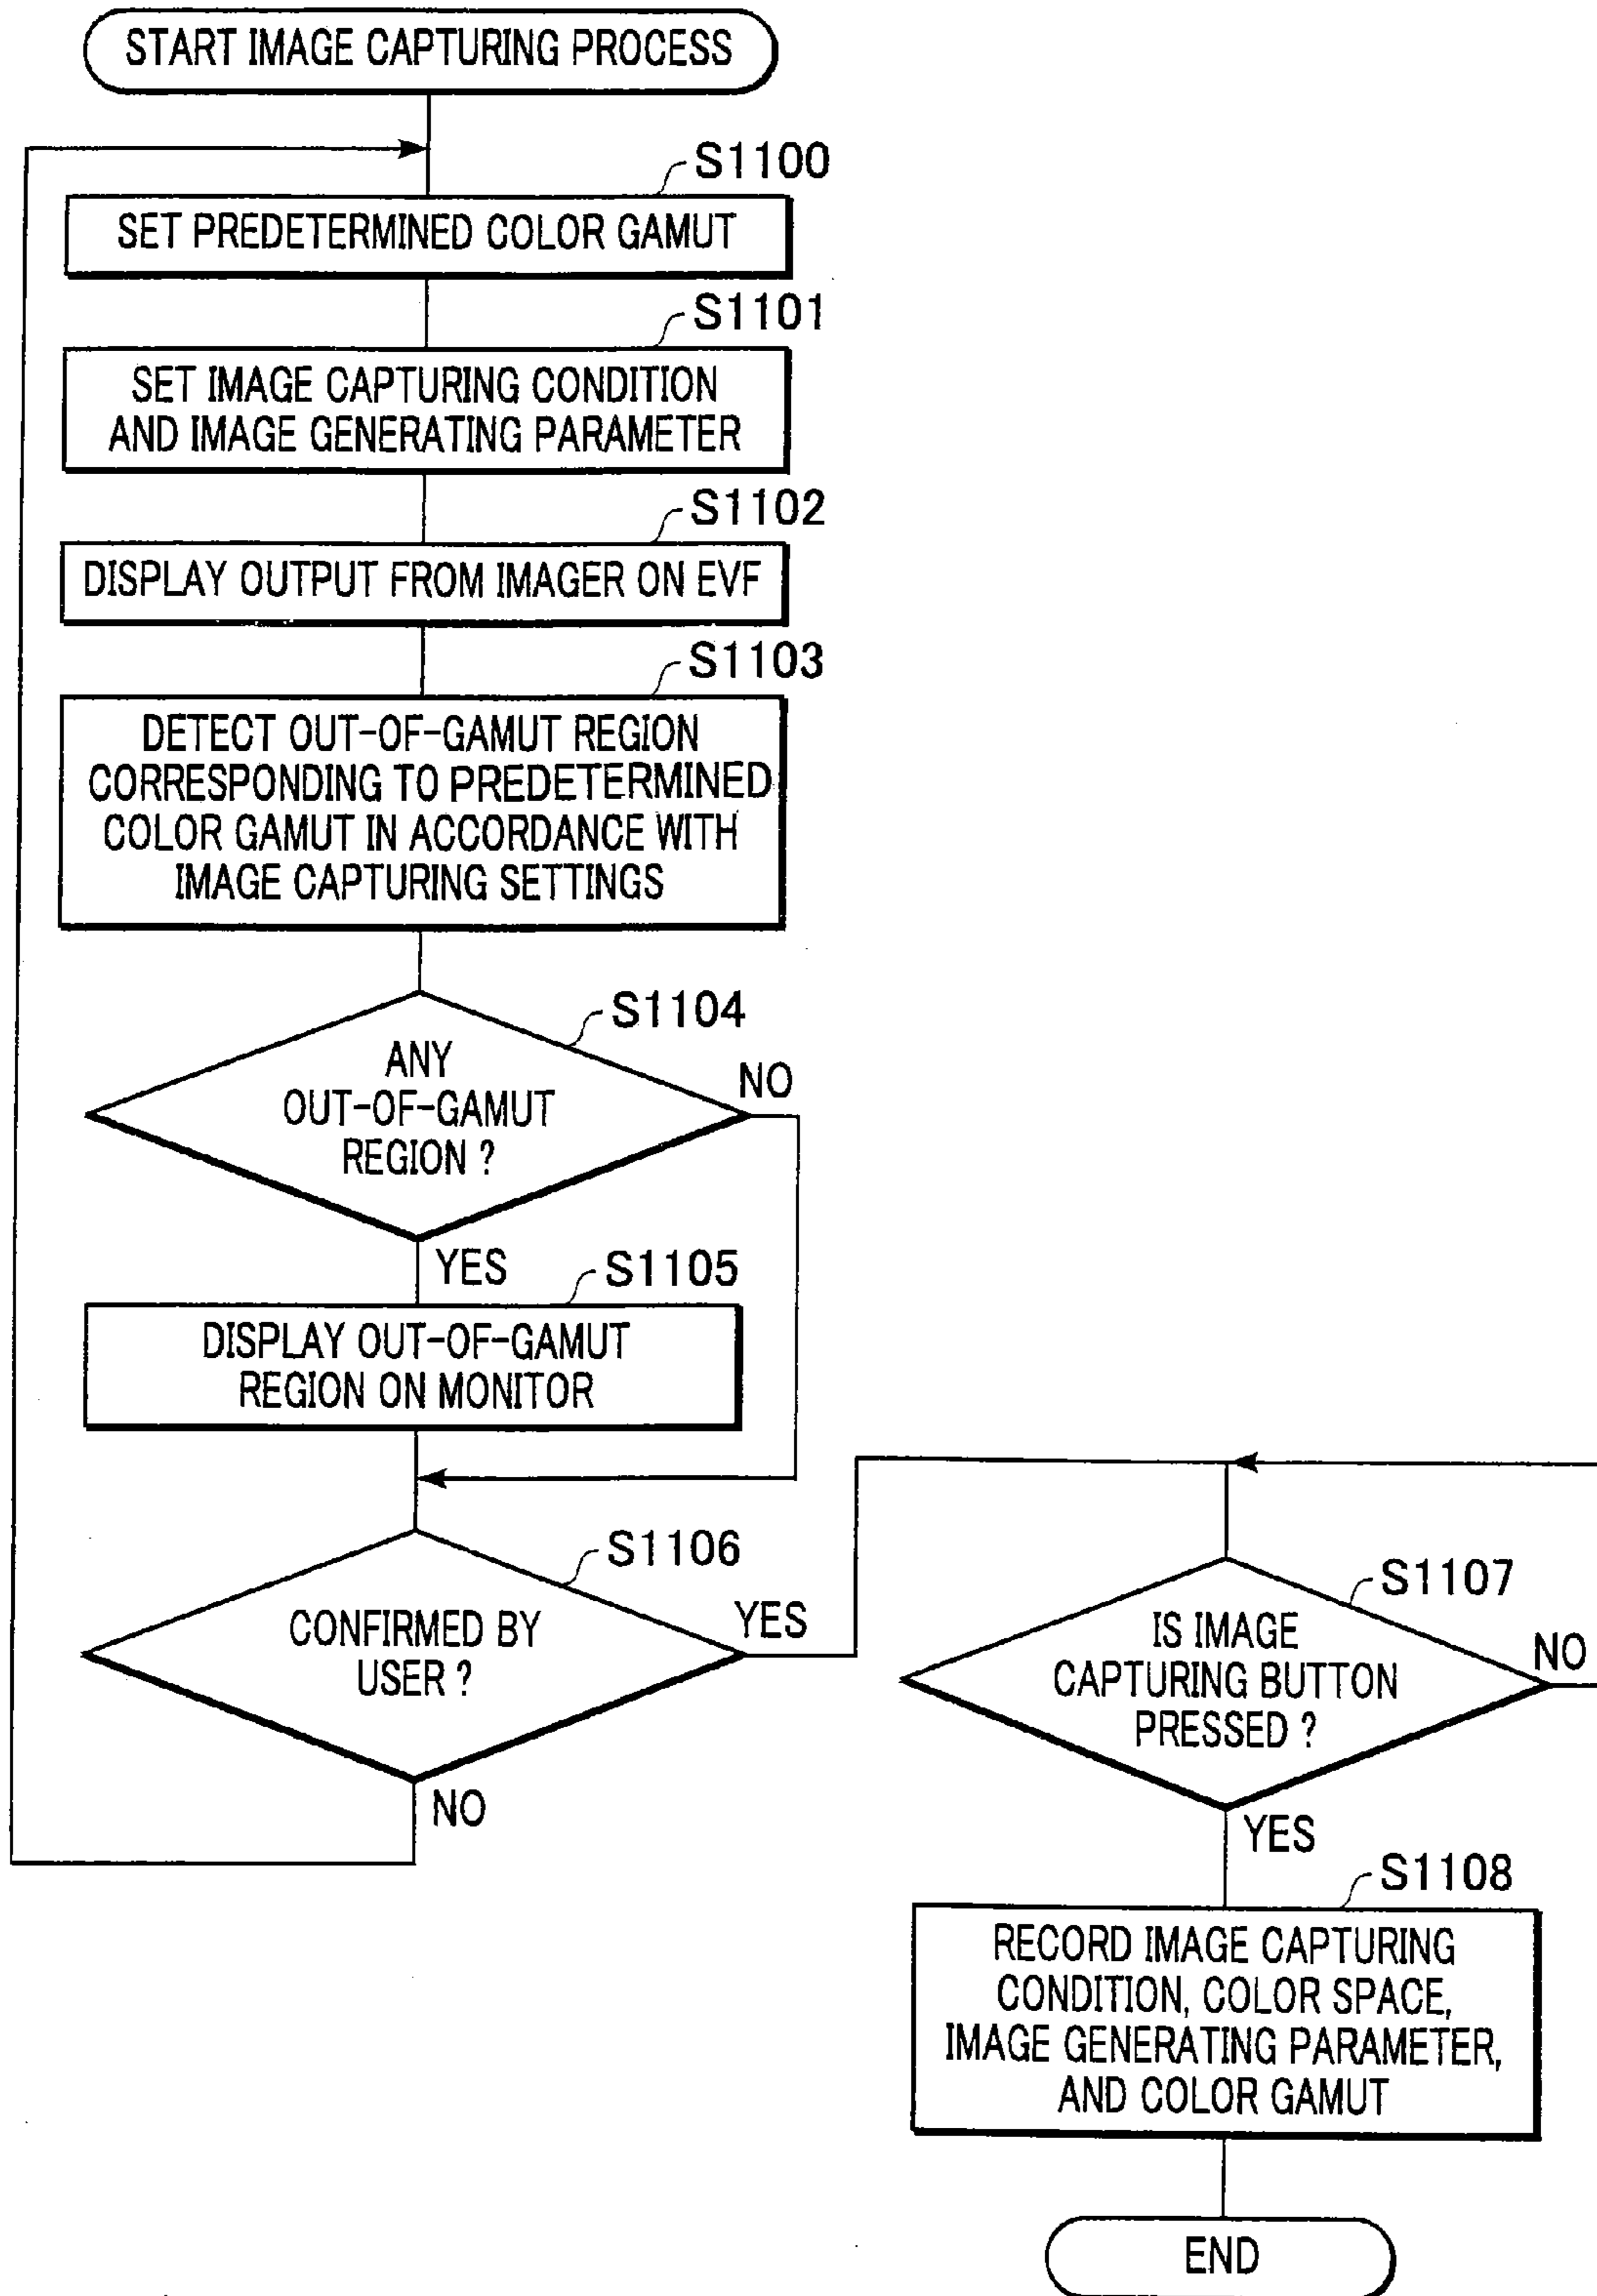 START IMAGE CAPTURING PROCESS
S1100
SET PREDETERMINED COLOR GAMUT
S1101
SET IMAGE CAPTURING CONDITION
AND IMAGE GENERATING PARAMETER
S1102
DISPLAY OUTPUT FROM IMAGER ON EVF
S1103
DETECT OUT-OF-GAMUT REGION
CORRESPONDING TO PREDETERMINED
COLOR GAMUT IN ACCORDANCE WITH
IMAGE CAPTURING SETTINGS
S1104
ANY
OUT-OF-GAMUT
REGION ?
NO
YES
S1105
DISPLAY OUT-OF-GAMUT
REGION ON MONITOR
S1106
CONFIRMED BY
USER ?
YES
NO
S1107
IS IMAGE
CAPTURING BUTTON
PRESSED ?
NO
YES
S1108
RECORD IMAGE CAPTURING
CONDITION, COLOR SPACE,
IMAGE GENERATING PARAMETER,
AND COLOR GAMUT
END